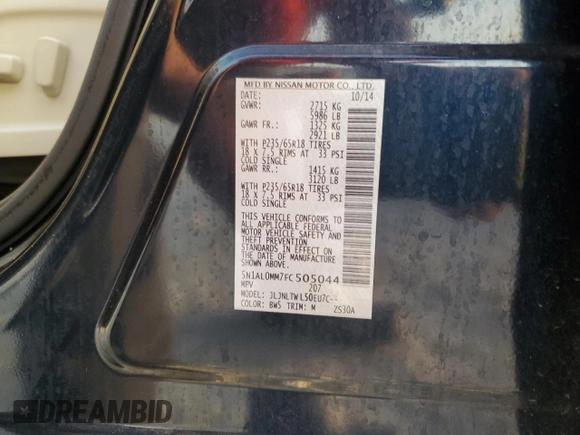 MFD BY NISSAN MOTOR CO., LTD.
DATE: 10/14
GVWR: 2715 KG
5986 LB
GAWR FR.: 1325 KG
2921 LB
WITH P235/65R18 TIRES
18 X 7.5 RIMS AT 33 PSI
COLD SINGLE
GAWR RR.: 1415 KG
3120 LB
WITH P235/65R18 TIRES
18 X 7.5 RIMS AT 33 PSI
COLD SINGLE
THIS VEHICLE CONFORMS TO
ALL APPLICABLE FEDERAL
MOTOR VEHICLE SAFETY AND
THEFT PREVENTION
STANDARDS IN EFFECT ON
THE DATE OF MANUFACTURE
SHOWN ABOVE.
5N1AL0MM7FC505044
MPV 207
MODEL: JLJNLTWL50EU7C--
COLOR: BW5 TRIM: M 2S30A
DREAMBID